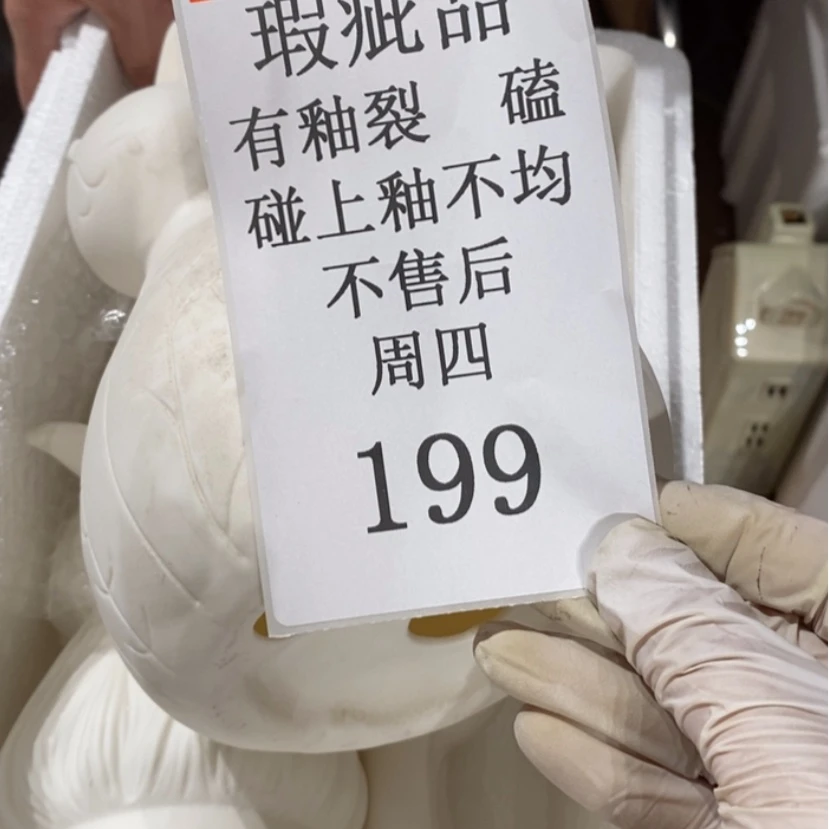 瑕疵品
有釉裂 磕
碰上釉不均
不售后
周四
199